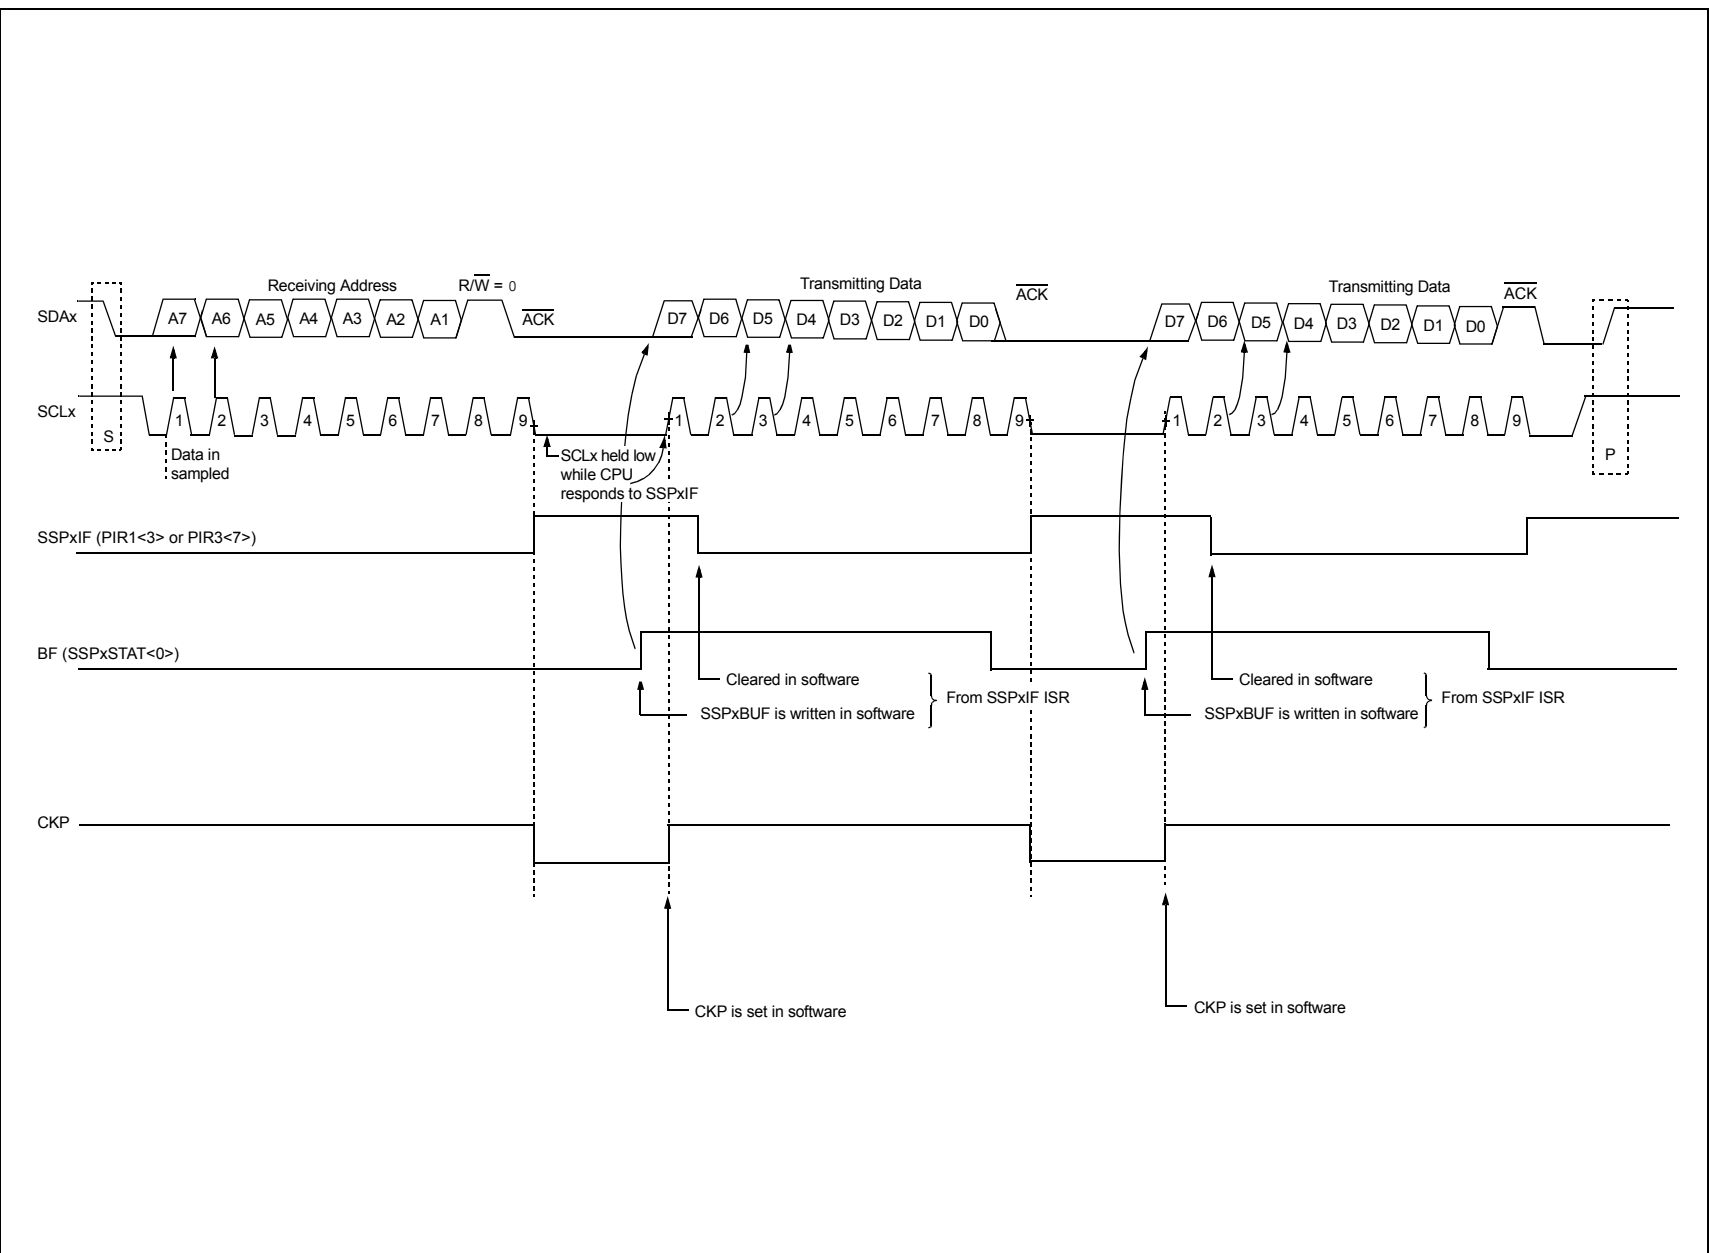 Receiving Address R/W̅ = 0 Transmitting Data Transmitting Data
A̅C̅K̅ A̅C̅K̅
SDAx A7 A6 A5 A4 A3 A2 A1 A̅C̅K̅ D7 D6 D5 D4 D3 D2 D1 D0 D7 D6 D5 D4 D3 D2 D1 D0
SCLx 1 2 3 4 5 6 7 8 9 1 2 3 4 5 6 7 8 9 1 2 3 4 5 6 7 8 9
S
P
Data in
sampled
SCLx held low
while CPU
responds to SSPxIF
SSPxIF (PIR1<3> or PIR3<7>)
BF (SSPxSTAT<0>)
Cleared in software
SSPxBUF is written in software
From SSPxIF ISR
Cleared in software
SSPxBUF is written in software
From SSPxIF ISR
CKP
CKP is set in software
CKP is set in software